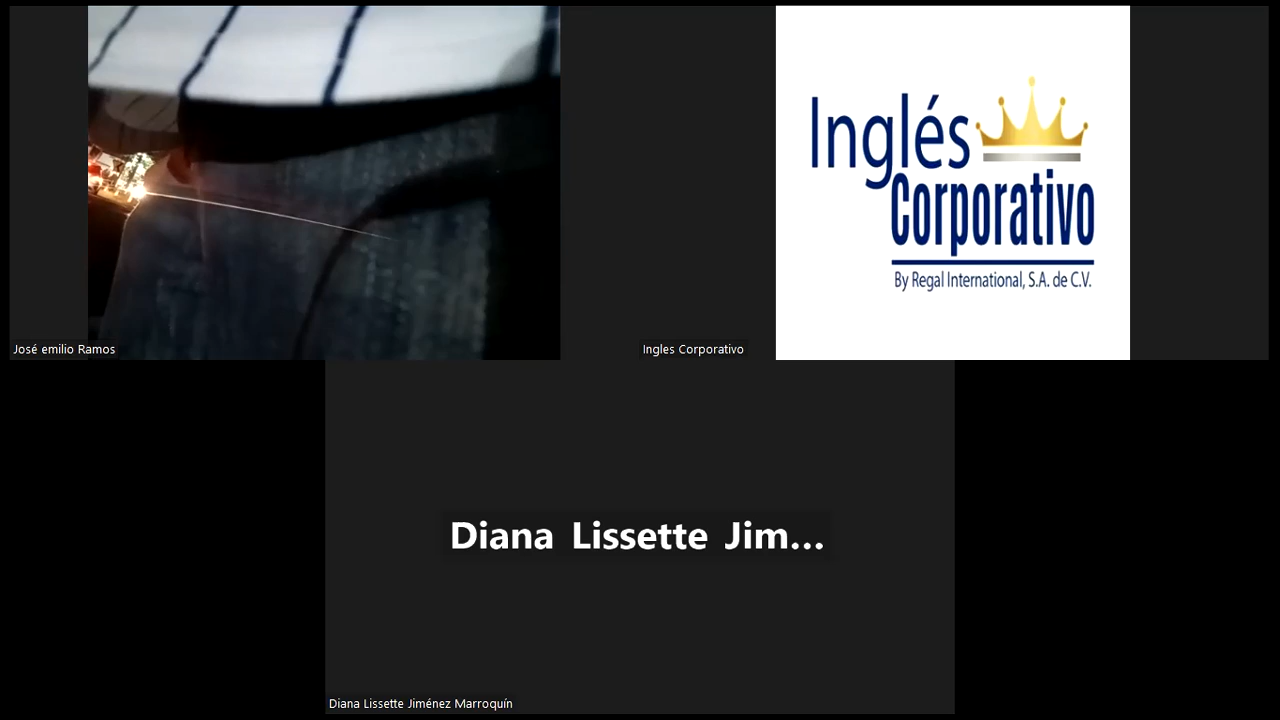 Inglés
Corporativo
By Regal International, S.A. de C.V.
José emilio Ramos
Ingles Corporativo
Diana Lissette Jim...
Diana Lissette Jiménez Marroquín